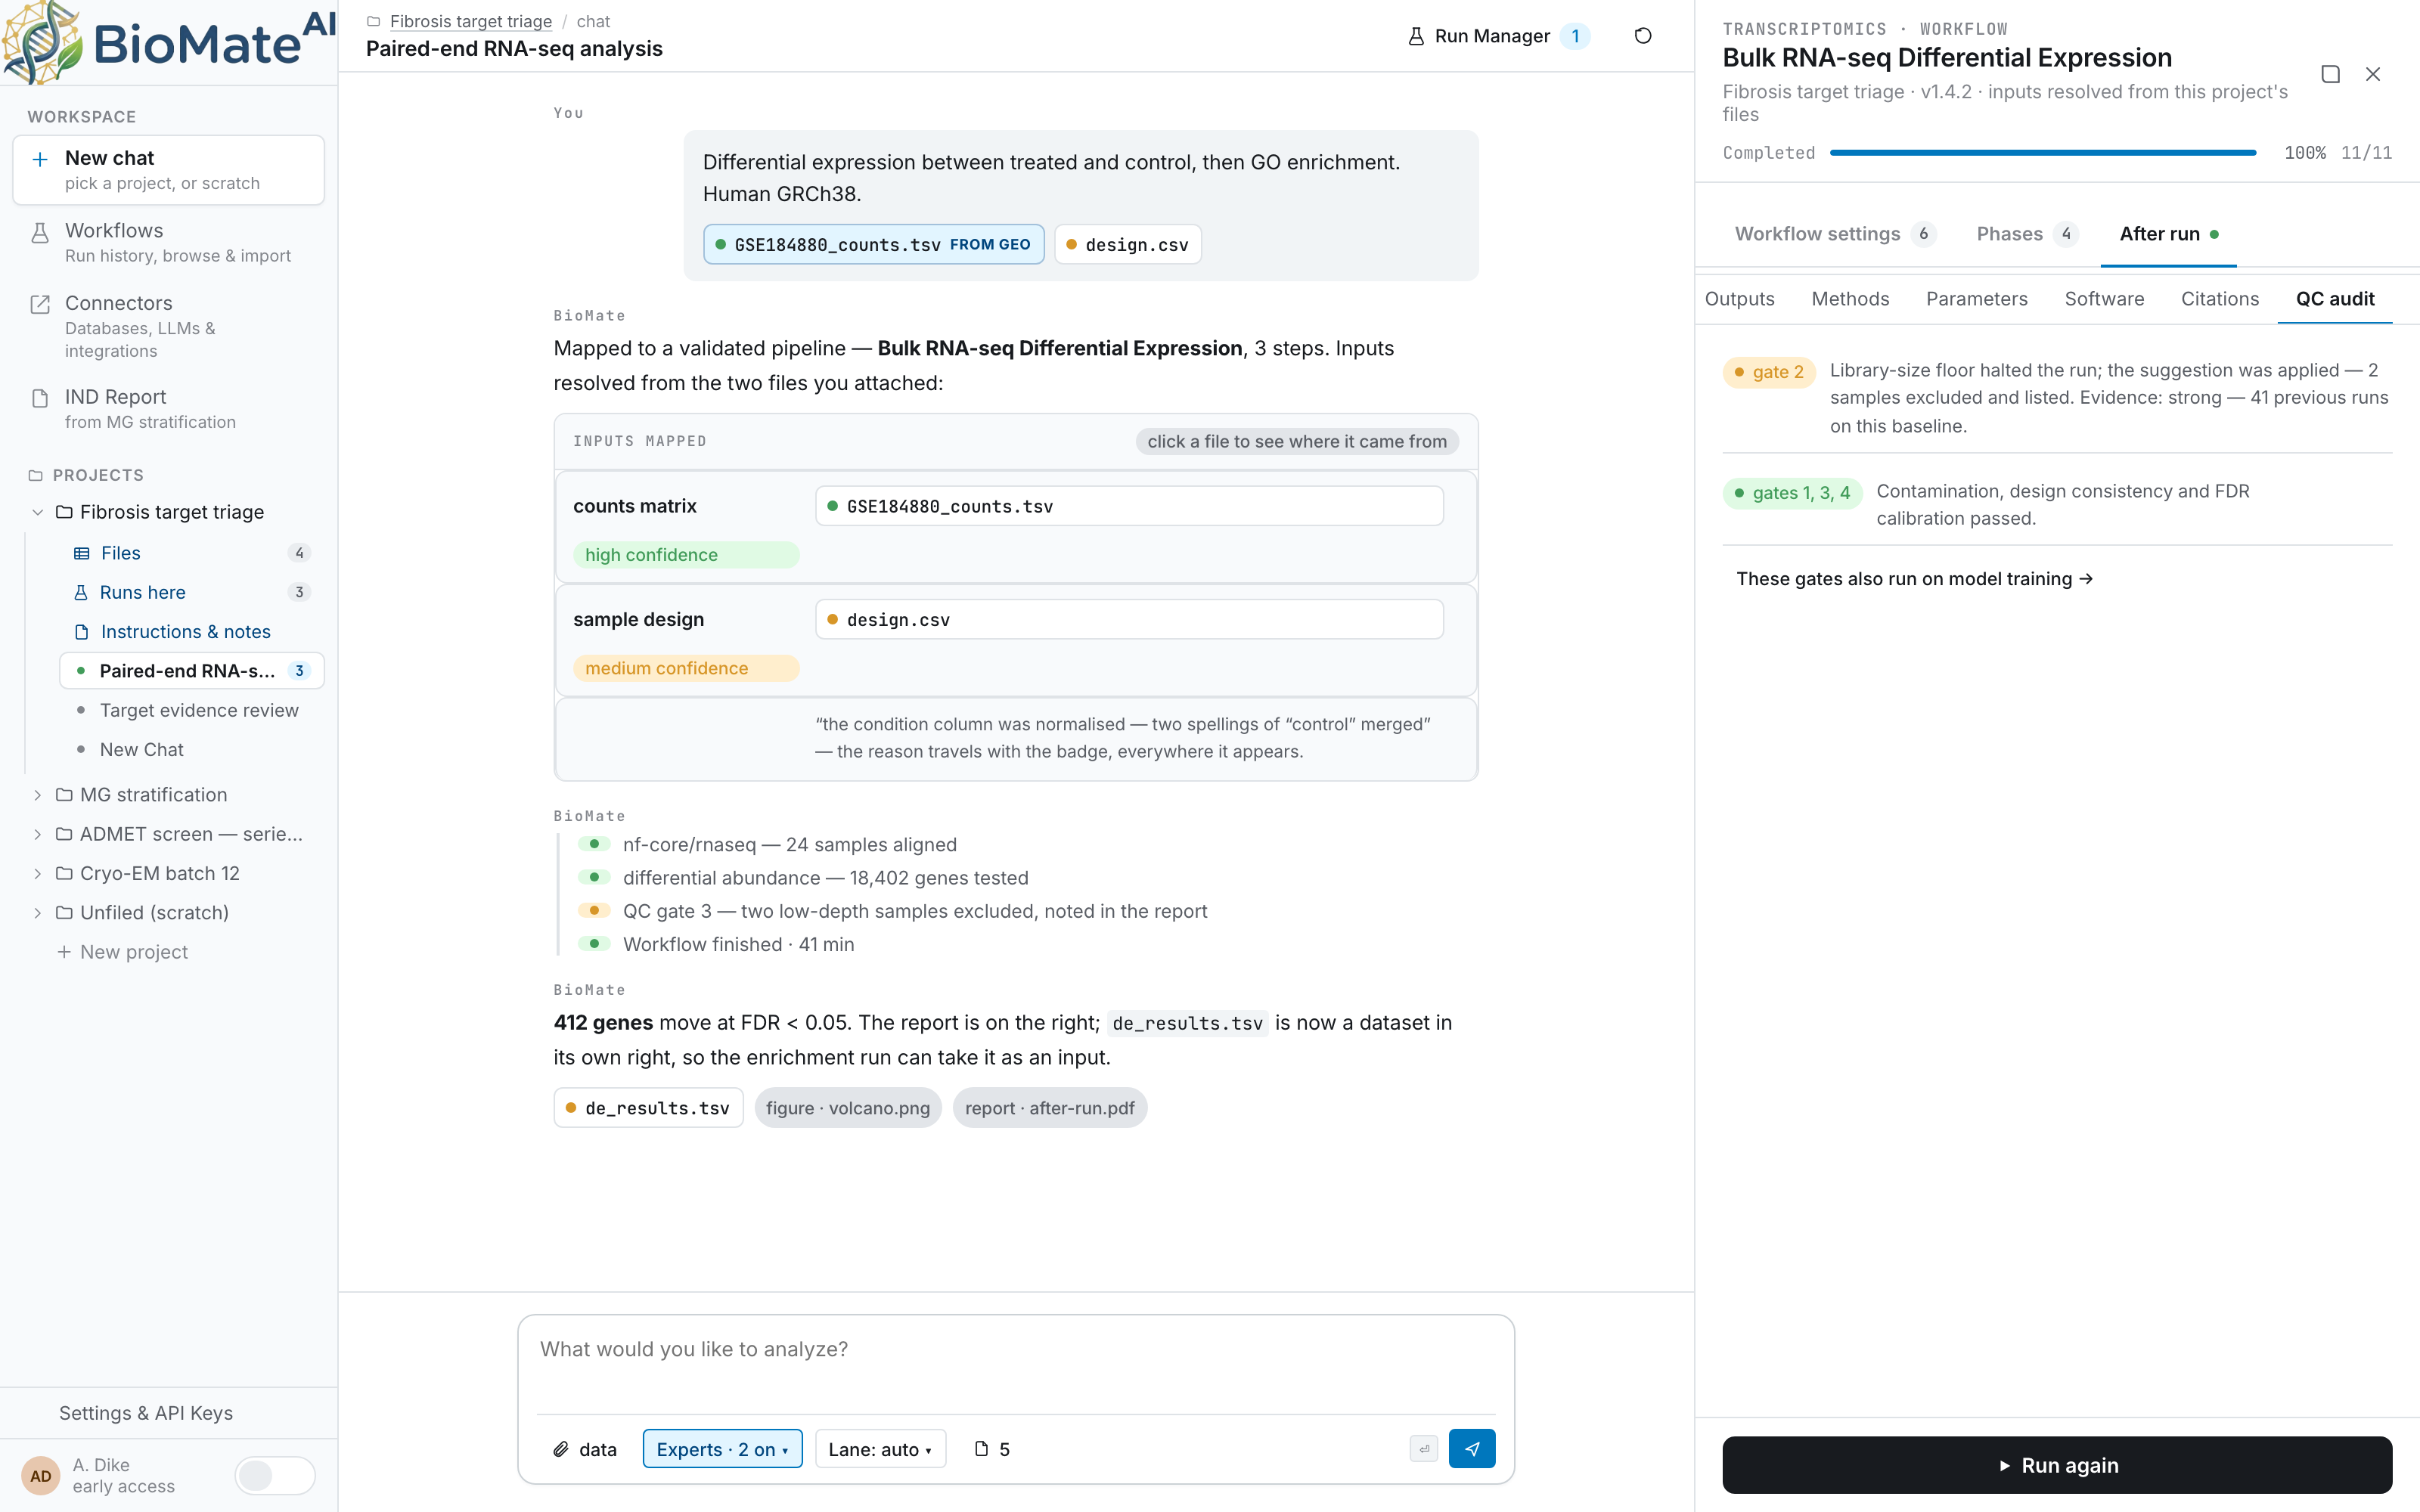 BioMate AI
WORKSPACE
New chat
pick a project, or scratch
Workflows
Run history, browse & import
Connectors
Databases, LLMs &
integrations
IND Report
from MG stratification
PROJECTS
Fibrosis target triage
Files 4
Runs here 3
Instructions & notes
Paired-end RNA-s... 3
Target evidence review
New Chat
MG stratification
ADMET screen — serie...
Cryo-EM batch 12
Unfiled (scratch)
+ New project
Settings & API Keys
AD
A. Dike
early access
Fibrosis target triage / chat
Paired-end RNA-seq analysis
Run Manager 1
You
Differential expression between treated and control, then GO enrichment.
Human GRCh38.
GSE184880_counts.tsv FROM GEO
design.csv
BioMate
Mapped to a validated pipeline — Bulk RNA-seq Differential Expression, 3 steps. Inputs
resolved from the two files you attached:
INPUTS MAPPED
click a file to see where it came from
counts matrix
GSE184880_counts.tsv
high confidence
sample design
design.csv
medium confidence
“the condition column was normalised — two spellings of “control” merged”
— the reason travels with the badge, everywhere it appears.
BioMate
nf-core/rnaseq — 24 samples aligned
differential abundance — 18,402 genes tested
QC gate 3 — two low-depth samples excluded, noted in the report
Workflow finished · 41 min
BioMate
412 genes move at FDR < 0.05. The report is on the right; de_results.tsv is now a dataset in
its own right, so the enrichment run can take it as an input.
de_results.tsv
figure · volcano.png
report · after-run.pdf
What would you like to analyze?
data
Experts · 2 on ▾
Lane: auto ▾
5
TRANSCRIPTOMICS · WORKFLOW
Bulk RNA-seq Differential Expression
Fibrosis target triage · v1.4.2 · inputs resolved from this project's
files
Completed 100% 11/11
Workflow settings 6
Phases 4
After run
Outputs
Methods
Parameters
Software
Citations
QC audit
gate 2
Library-size floor halted the run; the suggestion was applied — 2
samples excluded and listed. Evidence: strong — 41 previous runs
on this baseline.
gates 1, 3, 4
Contamination, design consistency and FDR
calibration passed.
These gates also run on model training →
Run again